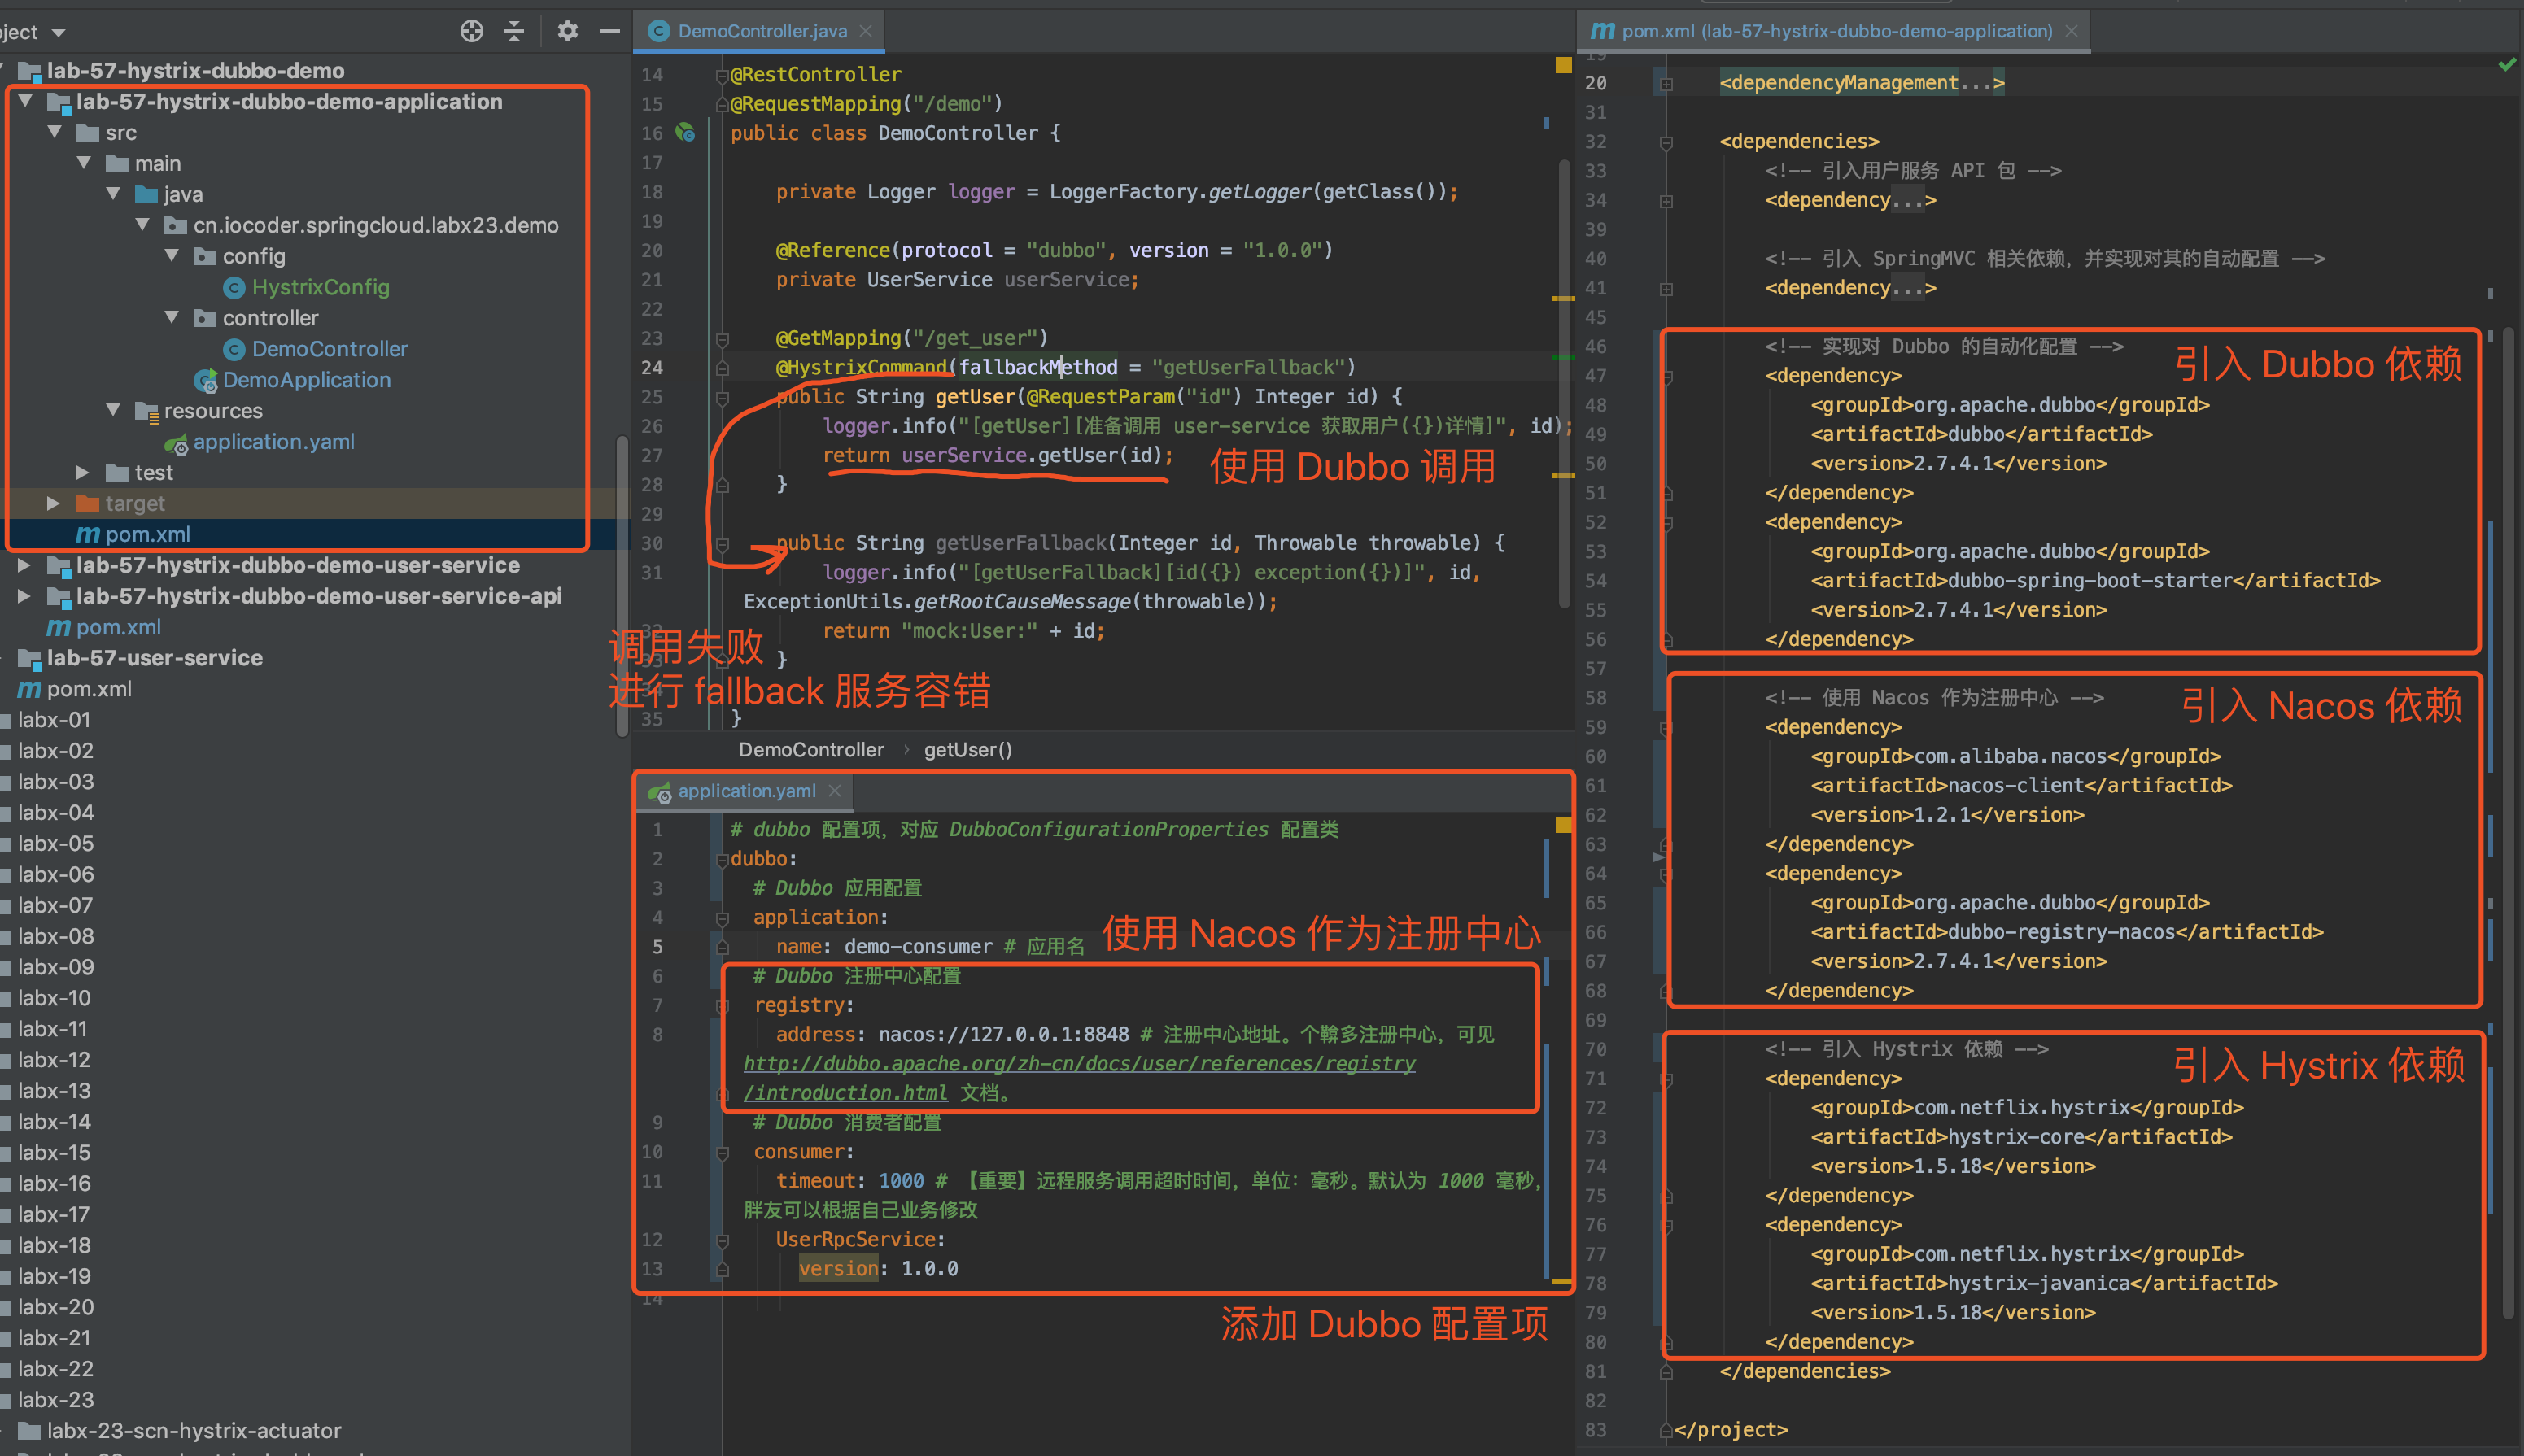 ject
lab-57-hystrix-dubbo-demo
lab-57-hystrix-dubbo-demo-application
src
main
java
cn.iocoder.springcloud.labx23.demo
config
HystrixConfig
controller
DemoController
DemoApplication
resources
application.yaml
test
target
pom.xml
lab-57-hystrix-dubbo-demo-user-service
lab-57-hystrix-dubbo-demo-user-service-api
pom.xml
lab-57-user-service
pom.xml
labx-01
labx-02
labx-03
labx-04
labx-05
labx-06
labx-07
labx-08
labx-09
labx-10
labx-11
labx-12
labx-13
labx-14
labx-15
labx-16
labx-17
labx-18
labx-19
labx-20
labx-21
labx-22
labx-23
labx-23-scn-hystrix-actuator
DemoController.java
14 @RestController
15 @RequestMapping("/demo")
16 public class DemoController {
17
18 private Logger logger = LoggerFactory.getLogger(getClass());
19
20 @Reference(protocol = "dubbo", version = "1.0.0")
21 private UserService userService;
22
23 @GetMapping("/get_user")
24 @HystrixCommand(fallbackMethod = "getUserFallback")
25 public String getUser(@RequestParam("id") Integer id) {
26 logger.info("[getUser][准备调用 user-service 获取用户({})详情]", id);
27 return userService.getUser(id);
使用 Dubbo 调用
28 }
29
30 public String getUserFallback(Integer id, Throwable throwable) {
31 logger.info("[getUserFallback][id({}) exception({})]", id,
ExceptionUtils.getRootCauseMessage(throwable));
32 return "mock:User:" + id;
调用失败
33 }
进行 fallback 服务容错
34
35 }
DemoController › getUser()
application.yaml
1 # dubbo 配置项，对应 DubboConfigurationProperties 配置类
2 dubbo:
3 # Dubbo 应用配置
4 application:
5 name: demo-consumer # 应用名
使用 Nacos 作为注册中心
6 # Dubbo 注册中心配置
7 registry:
8 address: nacos://127.0.0.1:8848 # 注册中心地址。个鞥多注册中心，可见
http://dubbo.apache.org/zh-cn/docs/user/references/registry
/introduction.html 文档。
9 # Dubbo 消费者配置
10 consumer:
11 timeout: 1000 # 【重要】远程服务调用超时时间，单位：毫秒。默认为 1000 毫秒，
胖友可以根据自己业务修改
12 UserRpcService:
13 version: 1.0.0
14
添加 Dubbo 配置项
pom.xml (lab-57-hystrix-dubbo-demo-application)
19
20 <dependencyManagement...>
31
32 <dependencies>
33 <!-- 引入用户服务 API 包 -->
34 <dependency...>
39
40 <!-- 引入 SpringMVC 相关依赖，并实现对其的自动配置 -->
41 <dependency...>
45
46 <!-- 实现对 Dubbo 的自动化配置 -->
引入 Dubbo 依赖
47 <dependency>
48 <groupId>org.apache.dubbo</groupId>
49 <artifactId>dubbo</artifactId>
50 <version>2.7.4.1</version>
51 </dependency>
52 <dependency>
53 <groupId>org.apache.dubbo</groupId>
54 <artifactId>dubbo-spring-boot-starter</artifactId>
55 <version>2.7.4.1</version>
56 </dependency>
57
58 <!-- 使用 Nacos 作为注册中心 -->
引入 Nacos 依赖
59 <dependency>
60 <groupId>com.alibaba.nacos</groupId>
61 <artifactId>nacos-client</artifactId>
62 <version>1.2.1</version>
63 </dependency>
64 <dependency>
65 <groupId>org.apache.dubbo</groupId>
66 <artifactId>dubbo-registry-nacos</artifactId>
67 <version>2.7.4.1</version>
68 </dependency>
69
70 <!-- 引入 Hystrix 依赖 -->
引入 Hystrix 依赖
71 <dependency>
72 <groupId>com.netflix.hystrix</groupId>
73 <artifactId>hystrix-core</artifactId>
74 <version>1.5.18</version>
75 </dependency>
76 <dependency>
77 <groupId>com.netflix.hystrix</groupId>
78 <artifactId>hystrix-javanica</artifactId>
79 <version>1.5.18</version>
80 </dependency>
81 </dependencies>
82
83 </project>